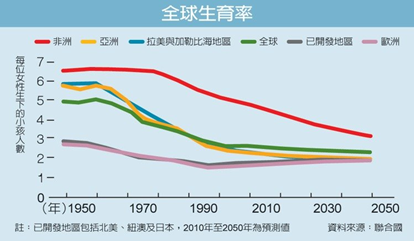 全球生育率
非洲 亞洲 拉美與加勒比海地區 全球 已開發地區 歐洲
每位女性生下的小孩人數
7
6
5
4
3
2
1
0
(年) 1950 1970 1990 2010 2030 2050
註：已開發地區包括北美、紐澳及日本，2010年至2050年為預測值 資料來源：聯合國